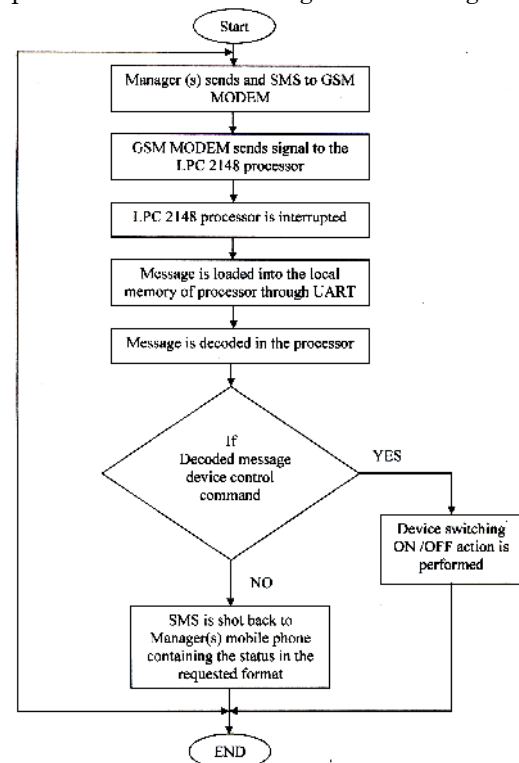 Start
Manager (s) sends and SMS to GSM
MODEM
GSM MODEM sends signal to the
LPC 2148 processor
LPC 2148 processor is interrupted
Message is loaded into the local
memory of processor through UART
Message is decoded in the processor
If
Decoded message
device control
command
YES
Device switching
ON /OFF action is
performed
NO
SMS is shot back to
Manager(s) mobile phone
containing the status in the
requested format
END